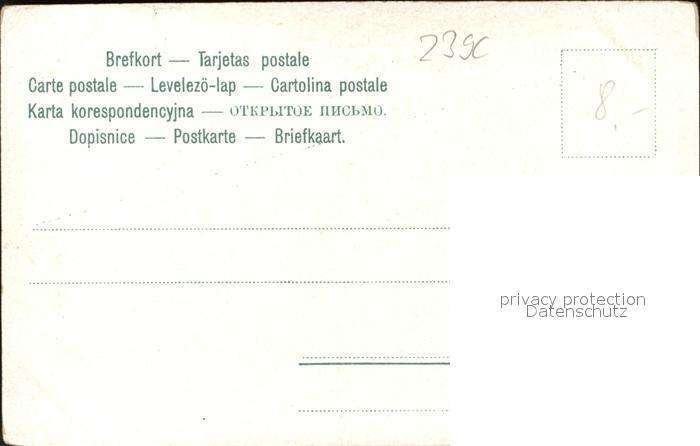 Brefkort — Tarjetas postale
Carte postale — Levelezö-lap — Cartolina postale
Karta korespondencyjna — ОТКРЫТОЕ ПИСЬМО.
Dopisnice — Postkarte — Briefkaart.
239C
8.-
privacy protection
Datenschutz